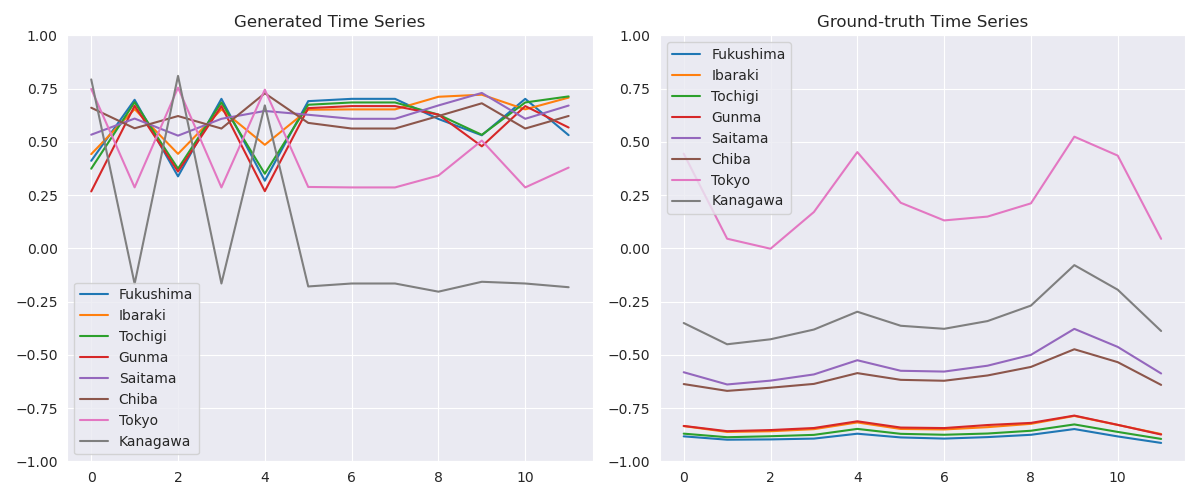 Generated Time Series
1.00
0.75
0.50
0.25
0.00
−0.25
−0.50
−0.75
−1.00
0 2 4 6 8 10
Fukushima
Ibaraki
Tochigi
Gunma
Saitama
Chiba
Tokyo
Kanagawa
Ground-truth Time Series
1.00
0.75
0.50
0.25
0.00
−0.25
−0.50
−0.75
−1.00
0 2 4 6 8 10
Fukushima
Ibaraki
Tochigi
Gunma
Saitama
Chiba
Tokyo
Kanagawa